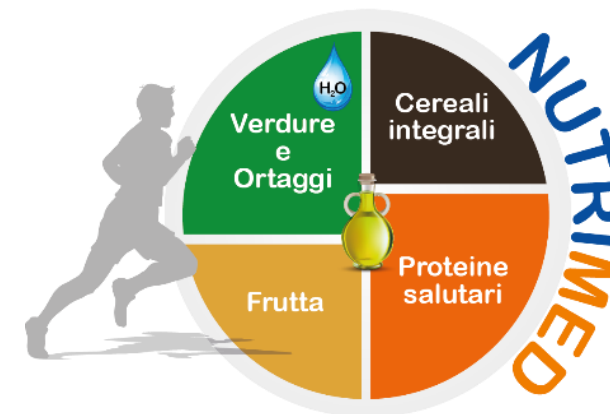 H₂O
Verdure
e
Ortaggi
Cereali
integrali
Frutta
Proteine
salutari
NUTRIMED